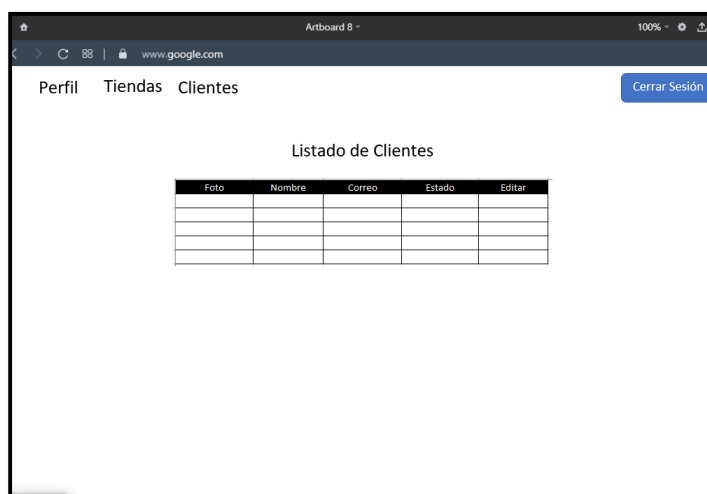 Artboard 8
100%
www.google.com
Perfil Tiendas Clientes Cerrar Sesión
Listado de Clientes
Foto Nombre Correo Estado Editar